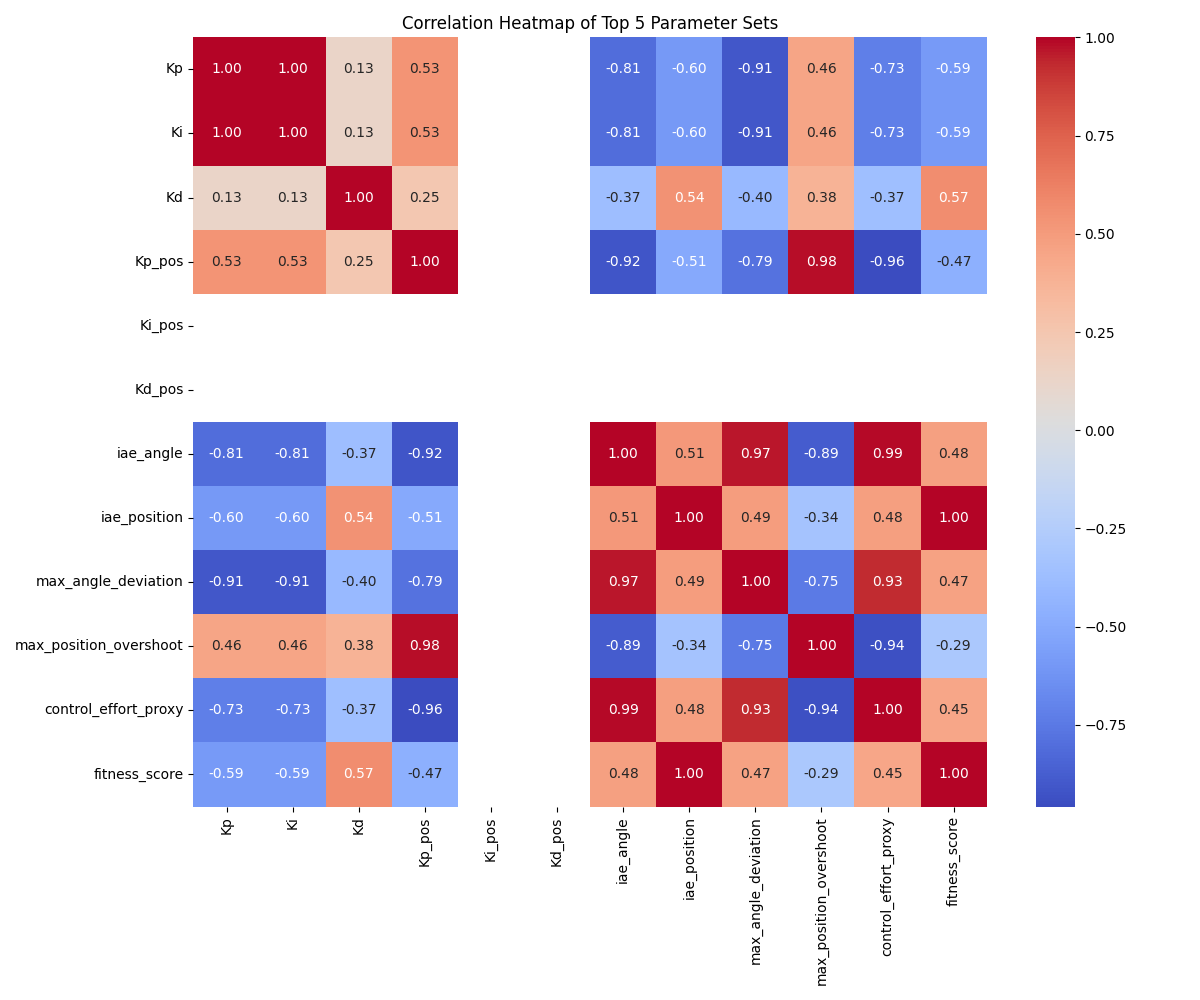 Correlation Heatmap of Top 5 Parameter Sets
Kp 1.00 1.00 0.13 0.53 -0.81 -0.60 -0.91 0.46 -0.73 -0.59
Ki 1.00 1.00 0.13 0.53 -0.81 -0.60 -0.91 0.46 -0.73 -0.59
Kd 0.13 0.13 1.00 0.25 -0.37 0.54 -0.40 0.38 -0.37 0.57
Kp_pos 0.53 0.53 0.25 1.00 -0.92 -0.51 -0.79 0.98 -0.96 -0.47
Ki_pos
Kd_pos
iae_angle -0.81 -0.81 -0.37 -0.92 1.00 0.51 0.97 -0.89 0.99 0.48
iae_position -0.60 -0.60 0.54 -0.51 0.51 1.00 0.49 -0.34 0.48 1.00
max_angle_deviation -0.91 -0.91 -0.40 -0.79 0.97 0.49 1.00 -0.75 0.93 0.47
max_position_overshoot 0.46 0.46 0.38 0.98 -0.89 -0.34 -0.75 1.00 -0.94 -0.29
control_effort_proxy -0.73 -0.73 -0.37 -0.96 0.99 0.48 0.93 -0.94 1.00 0.45
fitness_score -0.59 -0.59 0.57 -0.47 0.48 1.00 0.47 -0.29 0.45 1.00
Kp
Ki
Kd
Kp_pos
Ki_pos
Kd_pos
iae_angle
iae_position
max_angle_deviation
max_position_overshoot
control_effort_proxy
fitness_score
1.00
0.75
0.50
0.25
0.00
−0.25
−0.50
−0.75